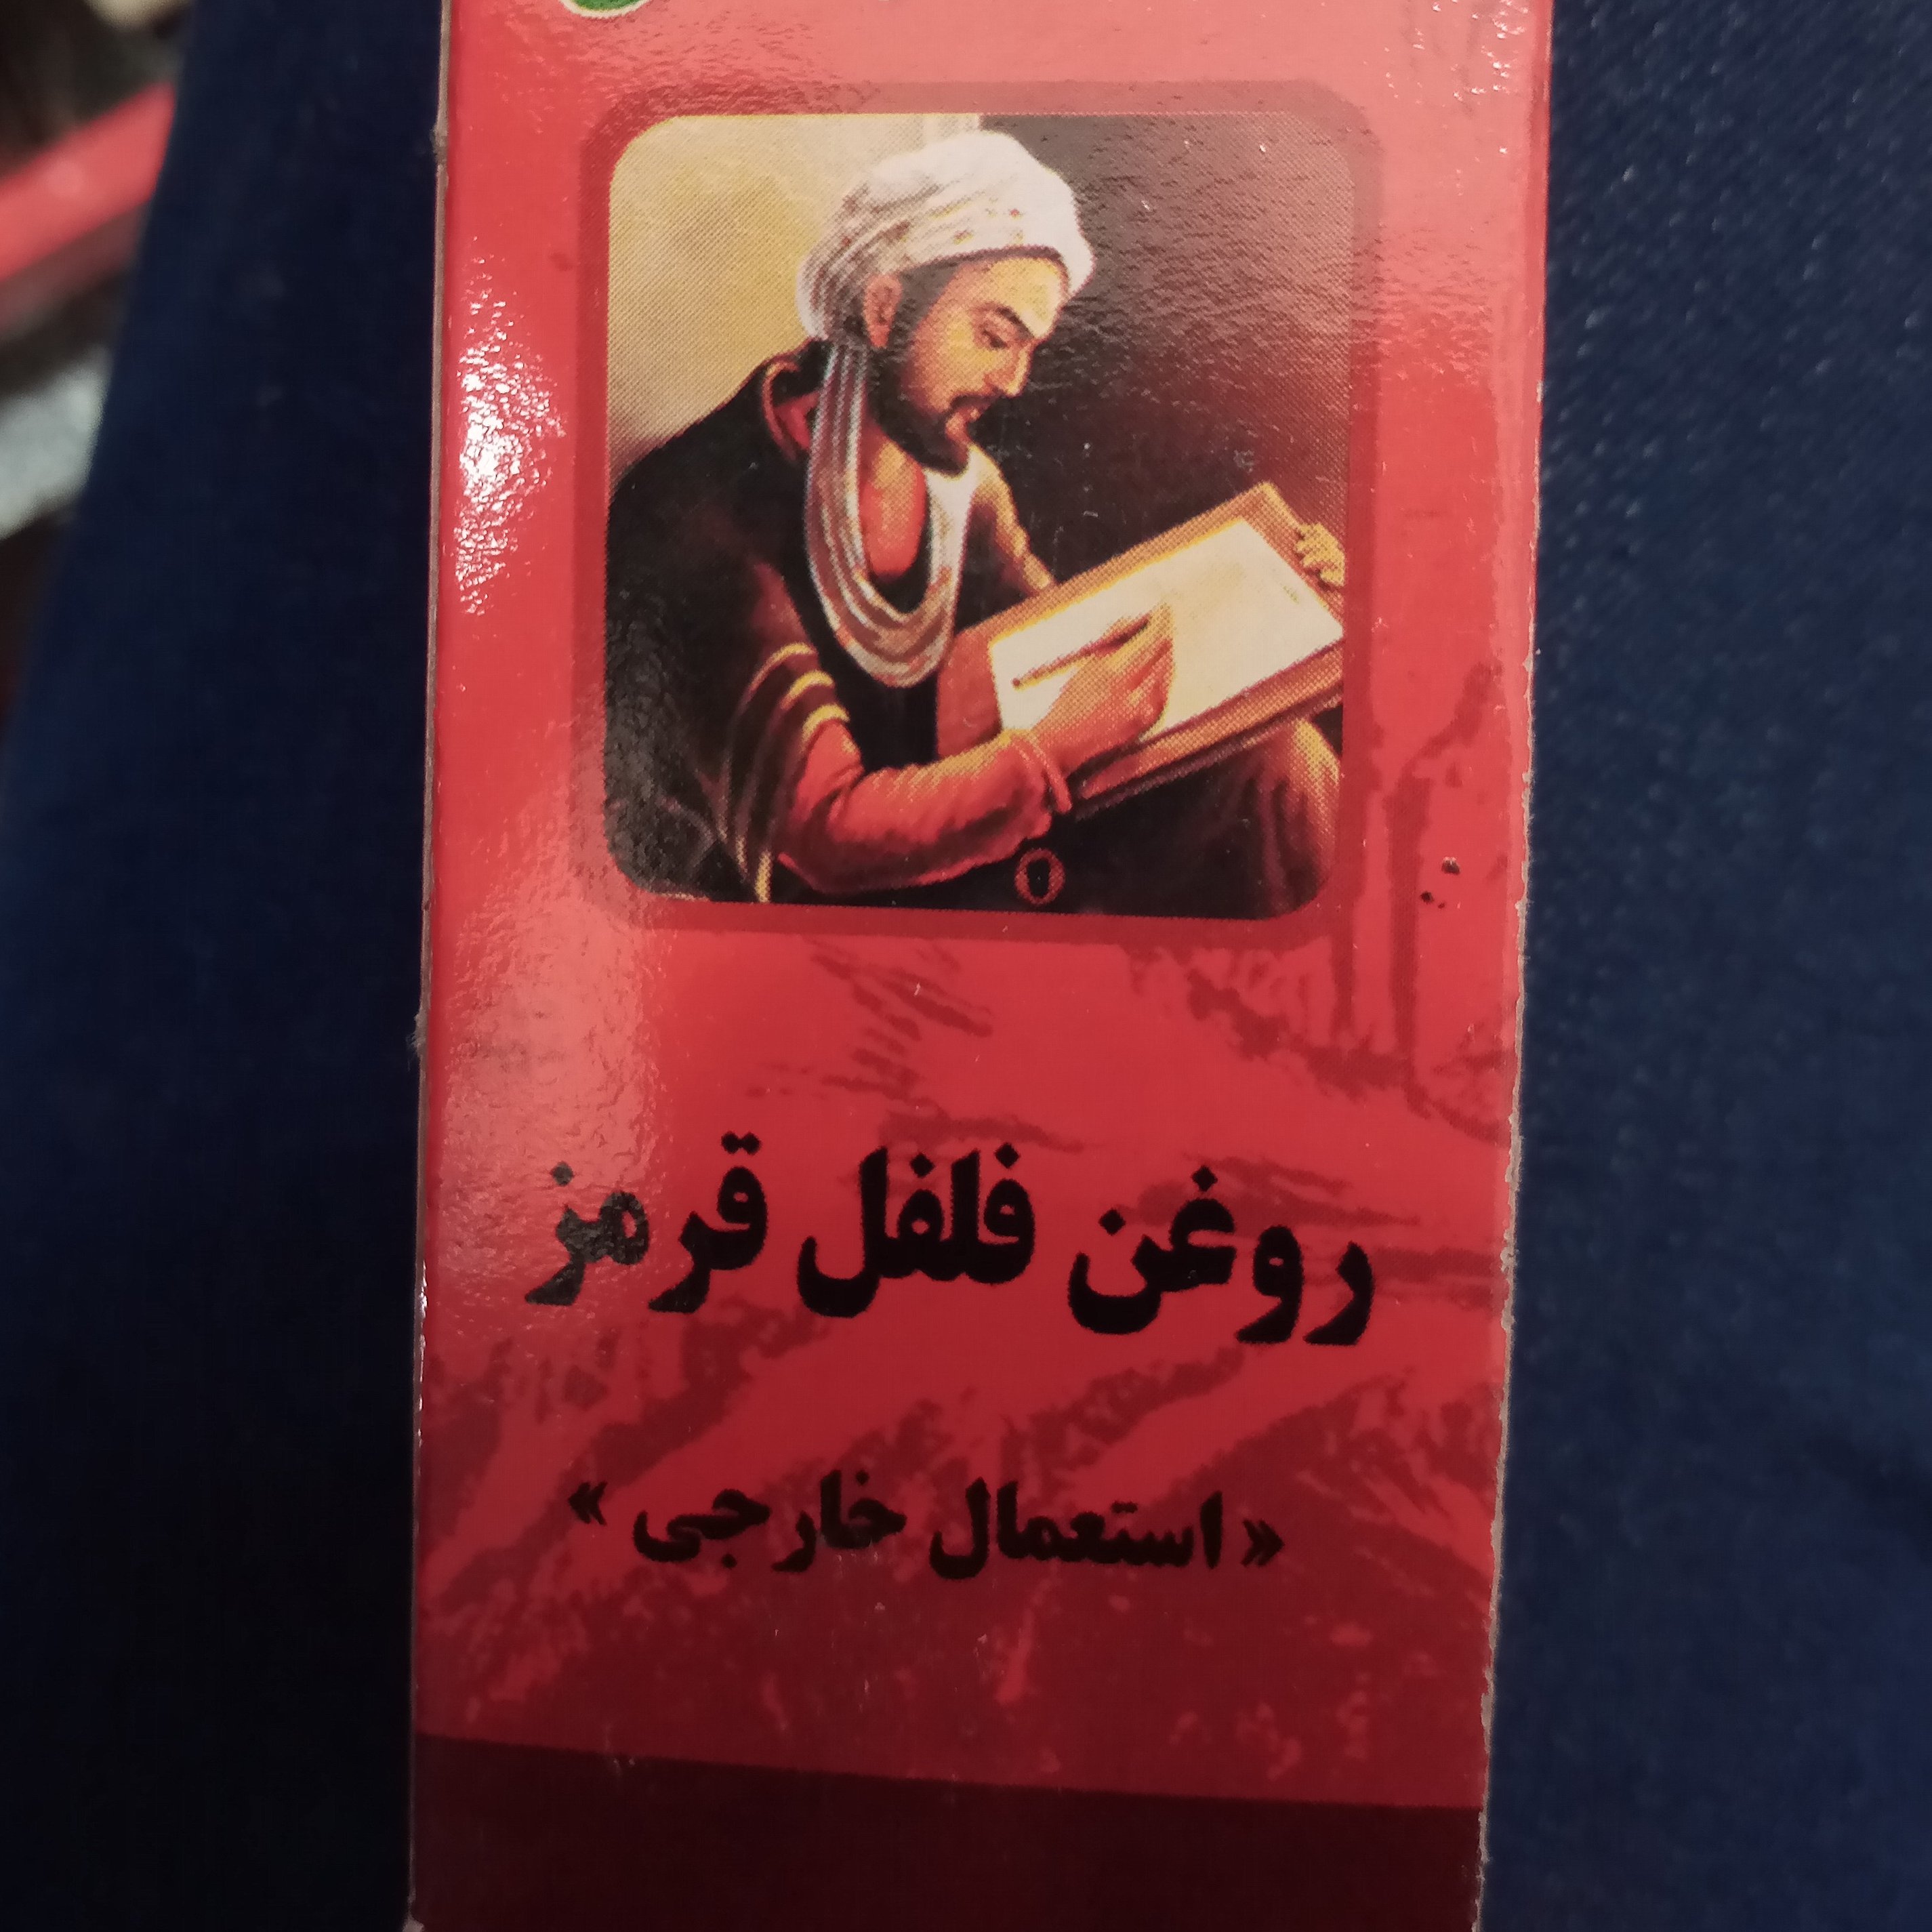 روغن فلفل قرمز
« استعمال خارجی »